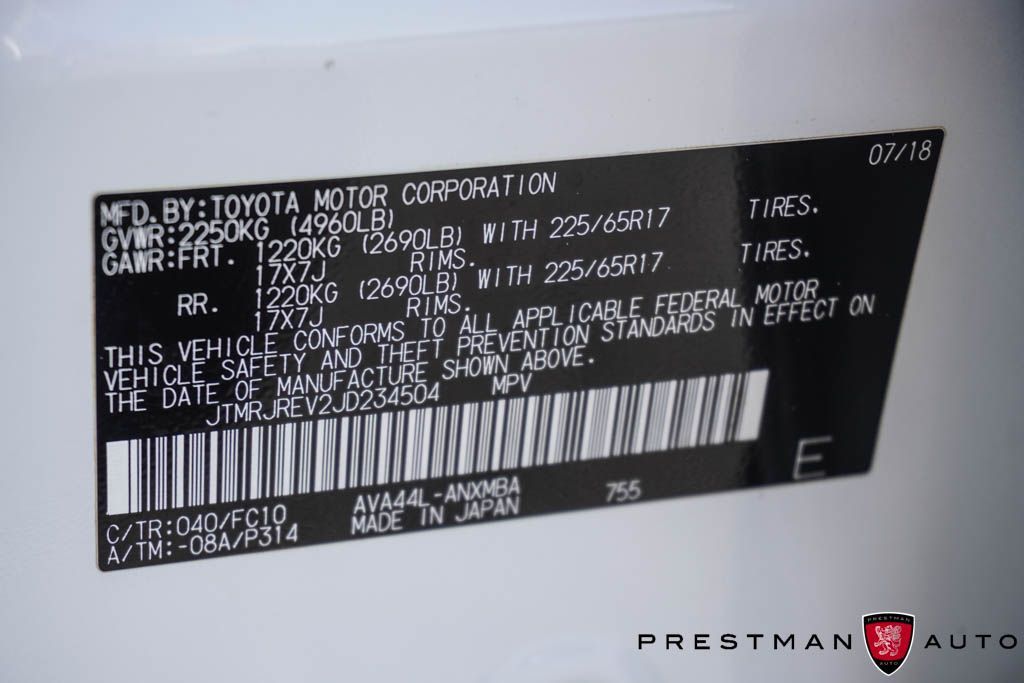 07/18
MFD.BY:TOYOTA MOTOR CORPORATION
GVWR:2250KG (4960LB)
GAWR:FRT. 1220KG (2690LB) WITH 225/65R17 TIRES.
17X7J RIMS.
RR. 1220KG (2690LB) WITH 225/65R17 TIRES.
17X7J RIMS.
THIS VEHICLE CONFORMS TO ALL APPLICABLE FEDERAL MOTOR
VEHICLE SAFETY AND THEFT PREVENTION STANDARDS IN EFFECT ON
THE DATE OF MANUFACTURE SHOWN ABOVE.
JTMRJREV2JD234504 MPV
E
C/TR:040/FC10 AVA44L-ANXMBA 755
A/TM:-08A/P314 MADE IN JAPAN
PRESTMAN AUTO
PRESTMAN
AUTO